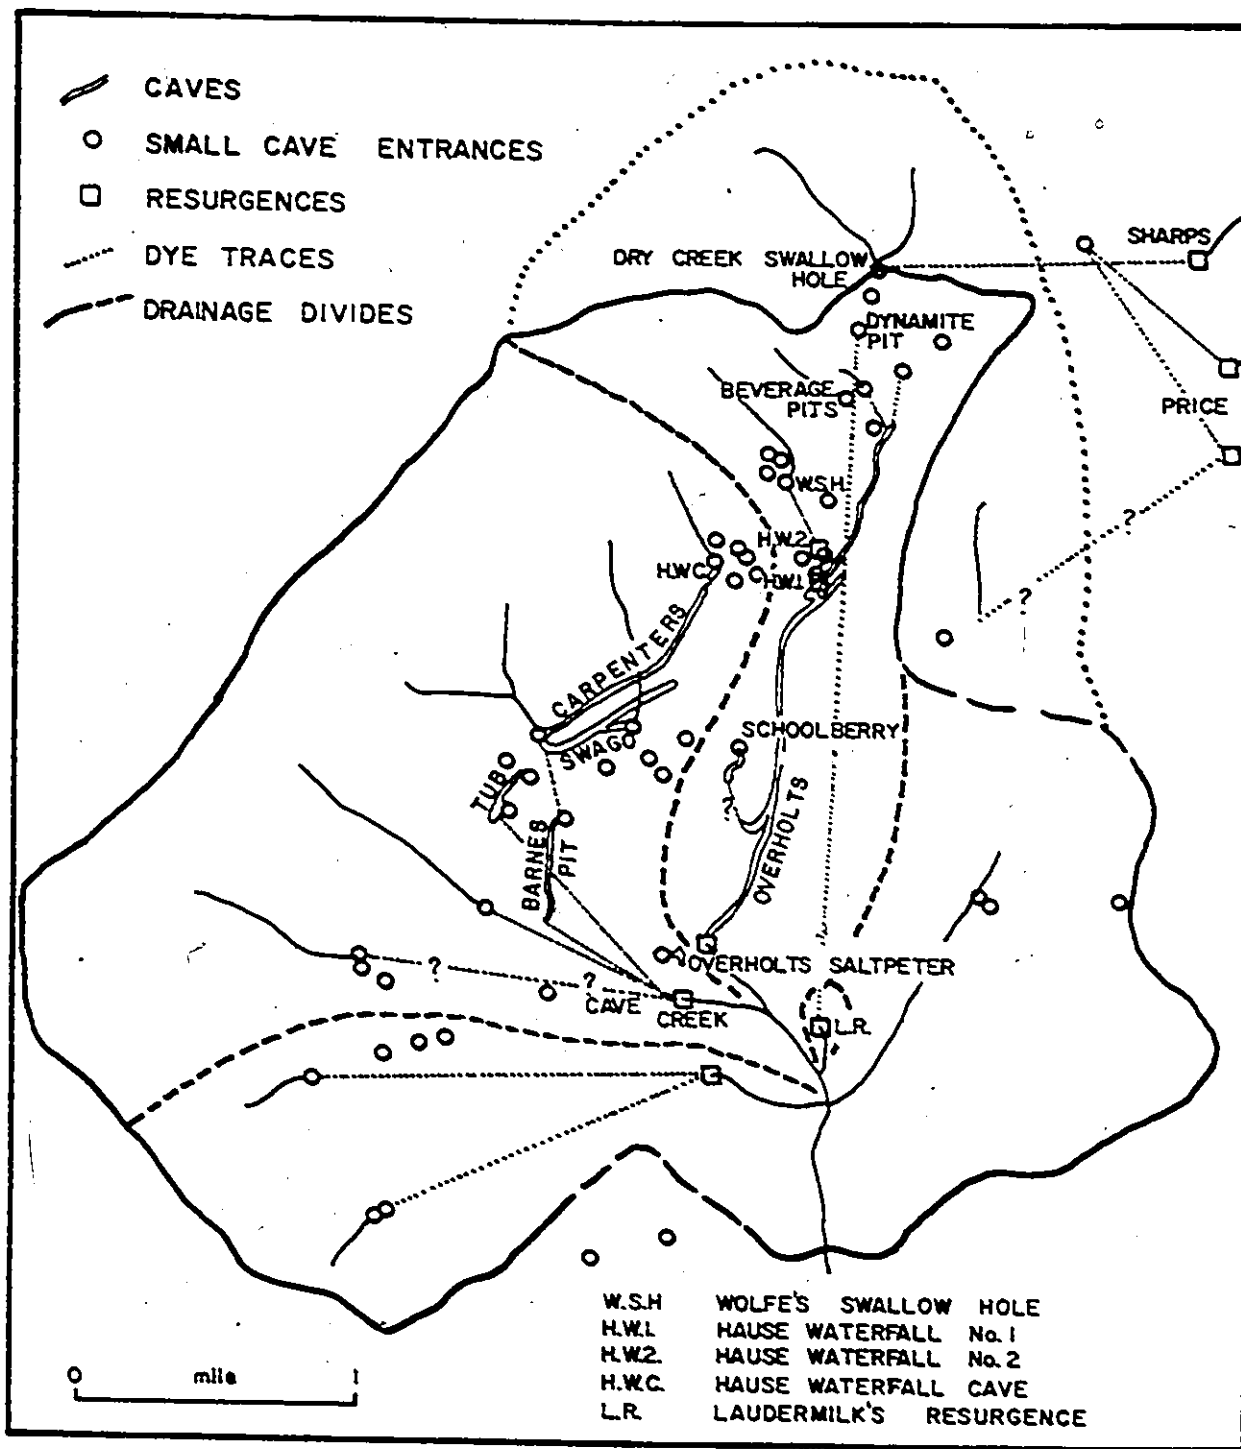 CAVES
SMALL CAVE ENTRANCES
RESURGENCES
DYE TRACES
DRAINAGE DIVIDES
DRY CREEK SWALLOW
HOLE
SHARPS
DYNAMITE
PIT
BEVERAGE
PITS
PRICE
W.S.H.
H.W.2
H.W.C.
H.W.1.
?
?
CARPENTERS
SWAGO
SCHOOLBERRY
TUB
?
BARNES
PIT
OVERHOLTS
OVERHOLTS SALTPETER
?
?
CAVE
CREEK
L.R.
W.S.H WOLFE'S SWALLOW HOLE
H.W.1. HAUSE WATERFALL No. 1
H.W.2. HAUSE WATERFALL No. 2
H.W.C. HAUSE WATERFALL CAVE
L.R. LAUDERMILK'S RESURGENCE
0 mile 1